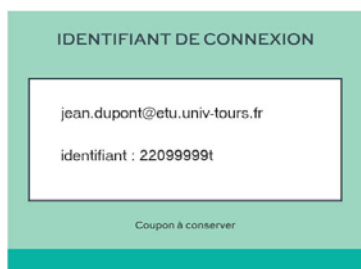 IDENTIFIANT DE CONNEXION
jean.dupont@etu.univ-tours.fr
identifiant : 22099999t
Coupon à conserver